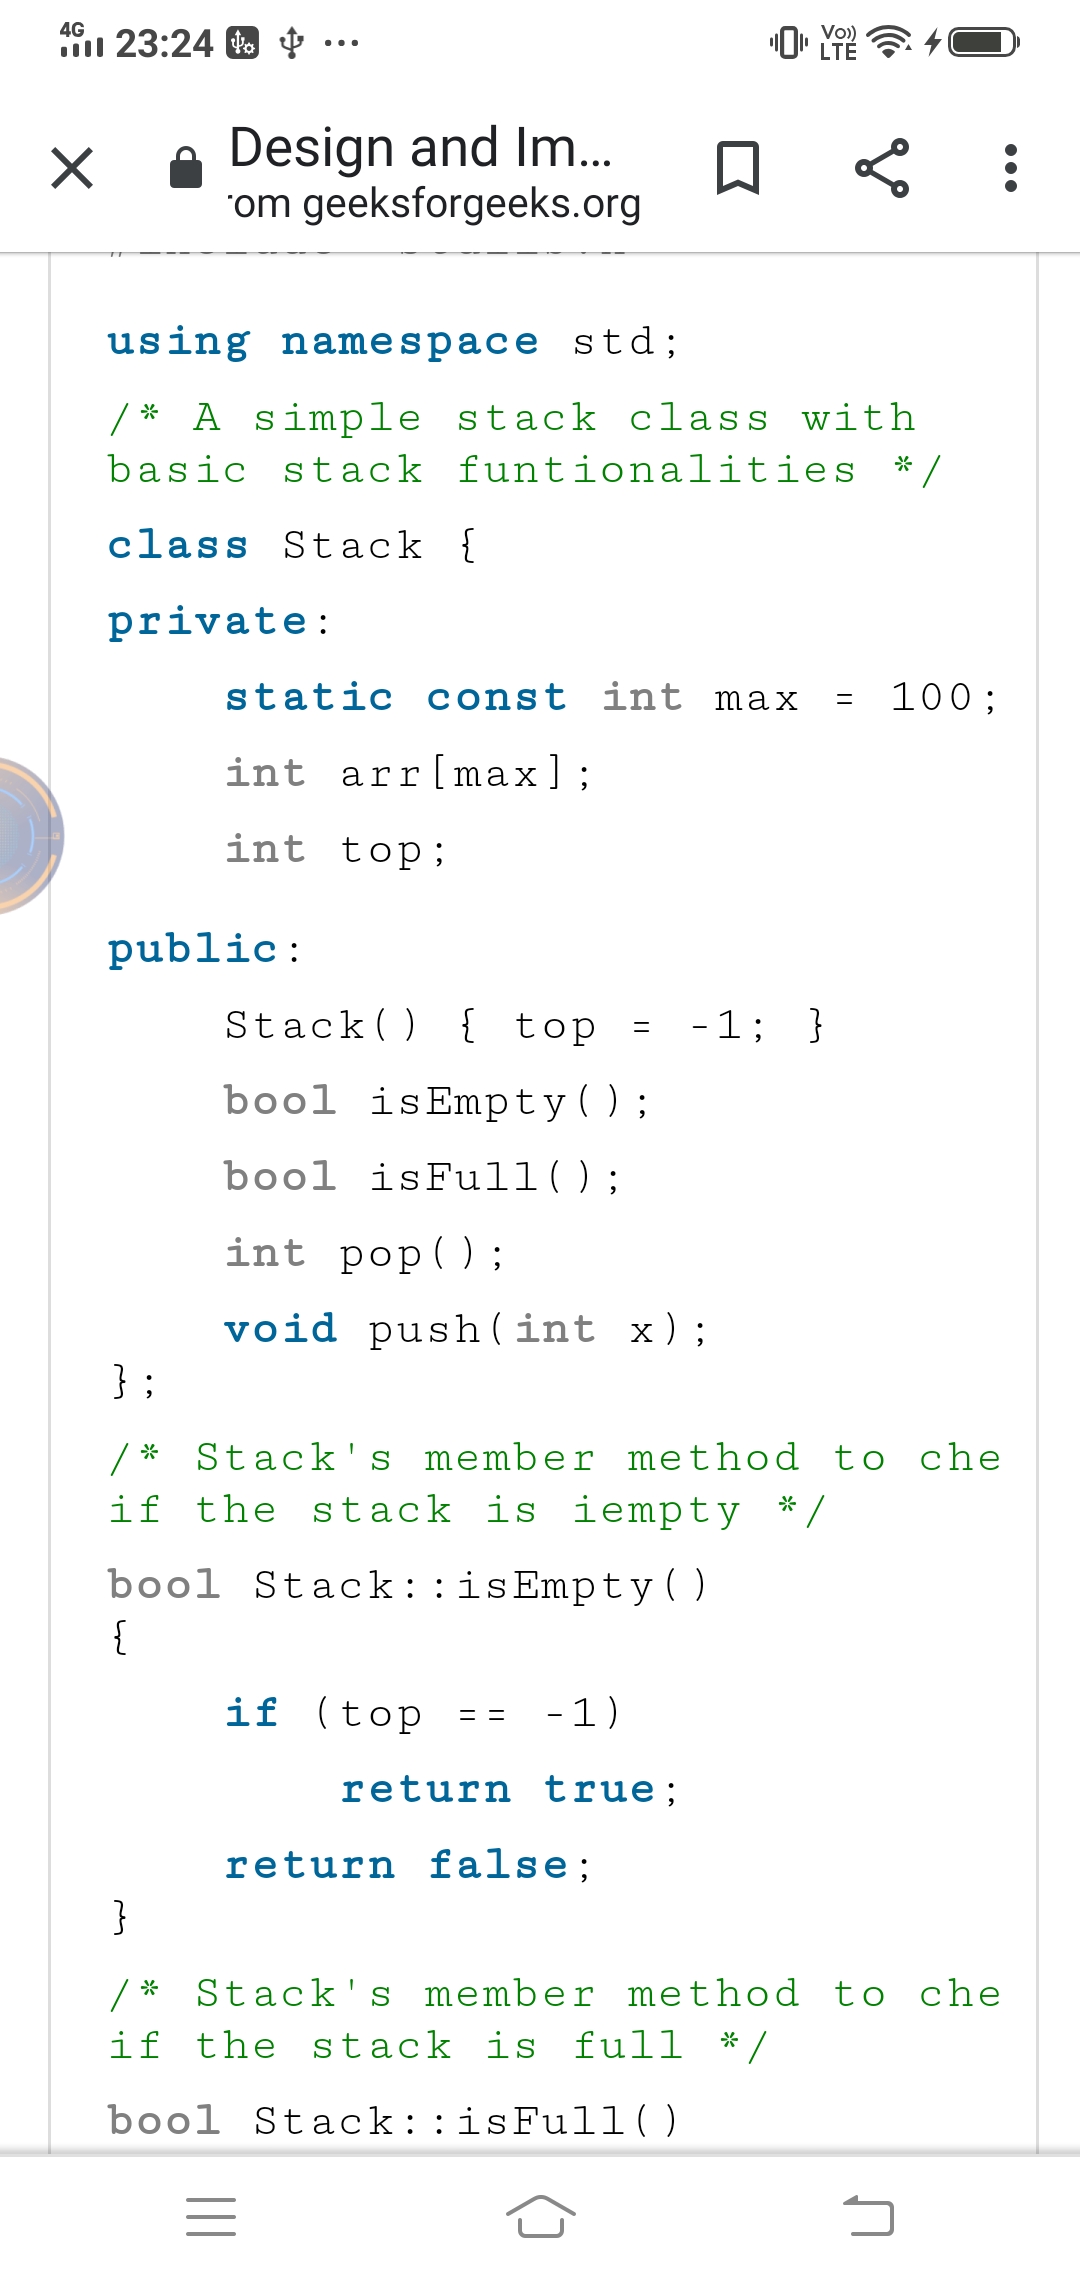 4G 23:24 ... Vo)) LTE
Design and Im...
rom geeksforgeeks.org
using namespace std;
/* A simple stack class with
basic stack funtionalities */
class Stack {
private:
static const int max = 100;
int arr[max];
int top;
public:
Stack() { top = -1; }
bool isEmpty();
bool isFull();
int pop();
void push(int x);
};
/* Stack's member method to che
if the stack is iempty */
bool Stack::isEmpty()
{
if (top == -1)
return true;
return false;
}
/* Stack's member method to che
if the stack is full */
bool Stack::isFull()